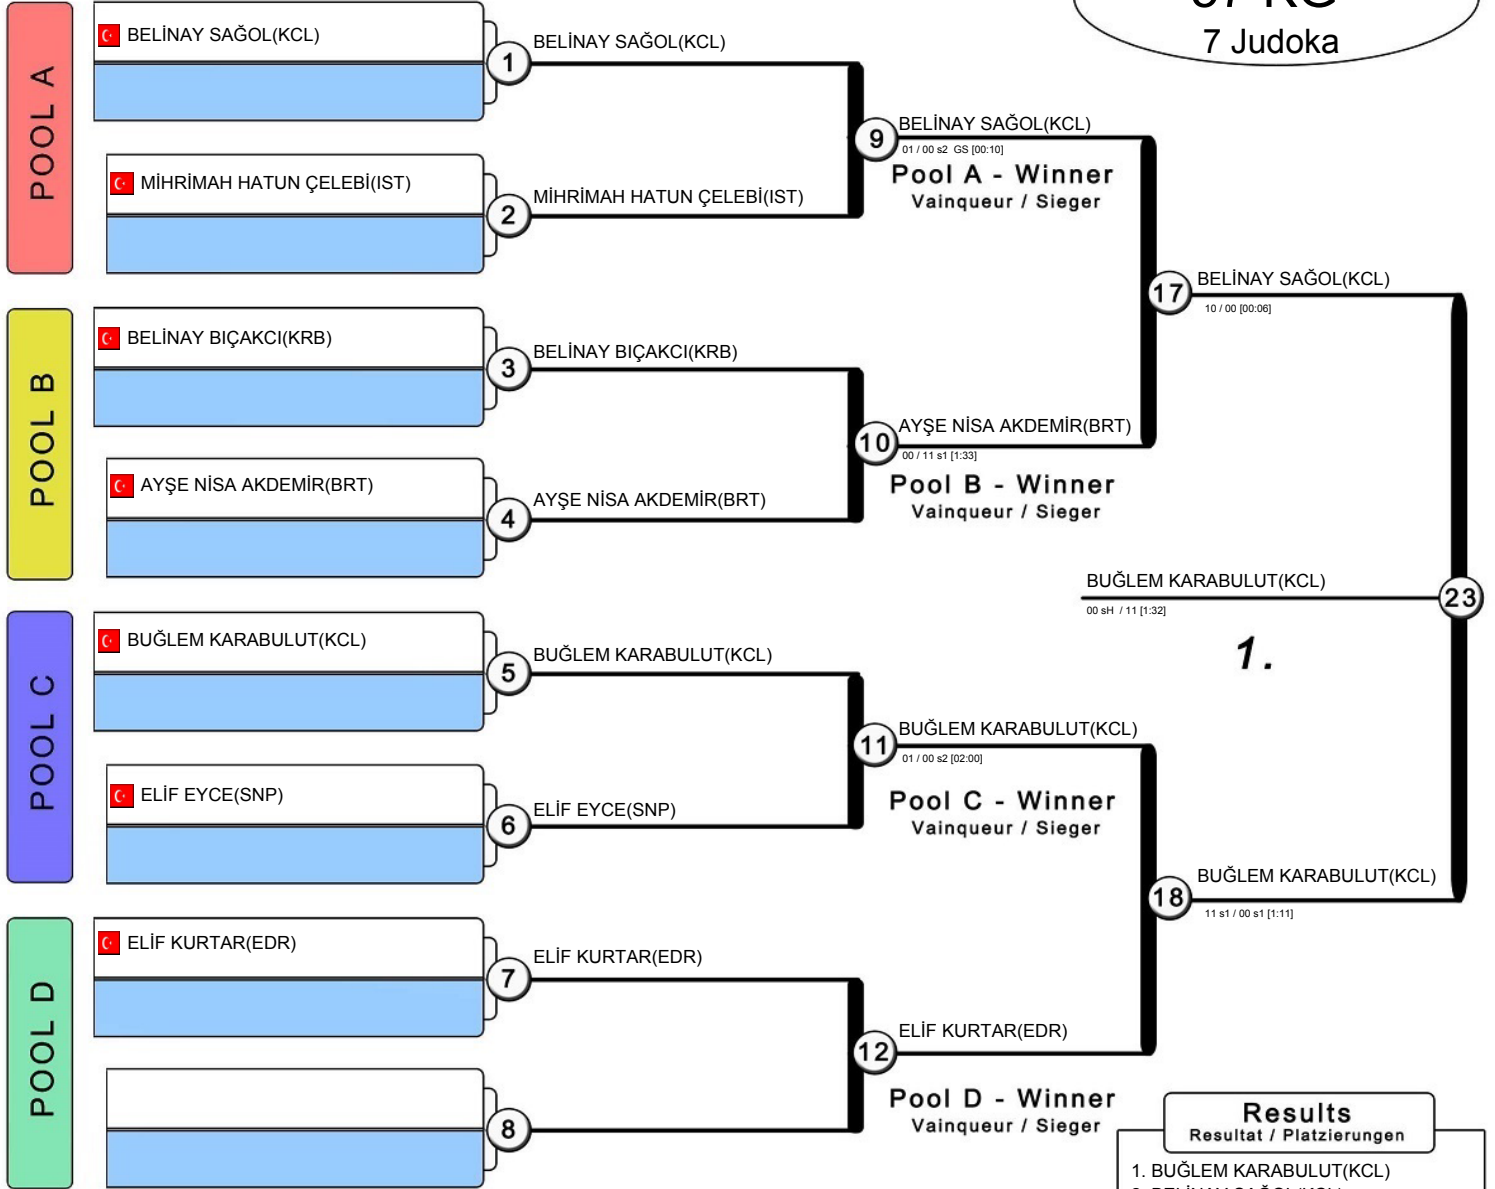 7 Judoka
POOL A
BELİNAY SAĞOL(KCL)
1
BELİNAY SAĞOL(KCL)
MİHRİMAH HATUN ÇELEBİ(IST)
2
MİHRİMAH HATUN ÇELEBİ(IST)
9
BELİNAY SAĞOL(KCL)
01 / 00 s2 GS [00:10]
Pool A - Winner
Vainqueur / Sieger
POOL B
BELİNAY BIÇAKCI(KRB)
3
BELİNAY BIÇAKCI(KRB)
AYŞE NİSA AKDEMİR(BRT)
4
AYŞE NİSA AKDEMİR(BRT)
10
AYŞE NİSA AKDEMİR(BRT)
00 / 11 s1 [1:33]
Pool B - Winner
Vainqueur / Sieger
17
BELİNAY SAĞOL(KCL)
10 / 00 [00:06]
POOL C
BUĞLEM KARABULUT(KCL)
5
BUĞLEM KARABULUT(KCL)
ELİF EYCE(SNP)
6
ELİF EYCE(SNP)
11
BUĞLEM KARABULUT(KCL)
01 / 00 s2 [02:00]
Pool C - Winner
Vainqueur / Sieger
POOL D
ELİF KURTAR(EDR)
7
ELİF KURTAR(EDR)
8
12
ELİF KURTAR(EDR)
Pool D - Winner
Vainqueur / Sieger
18
BUĞLEM KARABULUT(KCL)
11 s1 / 00 s1 [1:11]
BUĞLEM KARABULUT(KCL)
23
00 sH / 11 [1:32]
1.
Results
Resultat / Platzierungen
1. BUĞLEM KARABULUT(KCL)